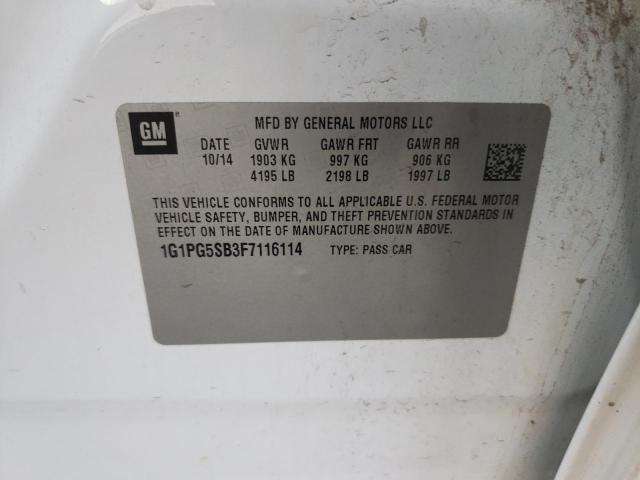 GM
MFD BY GENERAL MOTORS LLC
DATE GVWR GAWR FRT GAWR RR
10/14 1903 KG 997 KG 906 KG
4195 LB 2198 LB 1997 LB
THIS VEHICLE CONFORMS TO ALL APPLICABLE U.S. FEDERAL MOTOR
VEHICLE SAFETY, BUMPER, AND THEFT PREVENTION STANDARDS IN
EFFECT ON THE DATE OF MANUFACTURE SHOWN ABOVE.
1G1PG5SB3F7116114 TYPE: PASS CAR